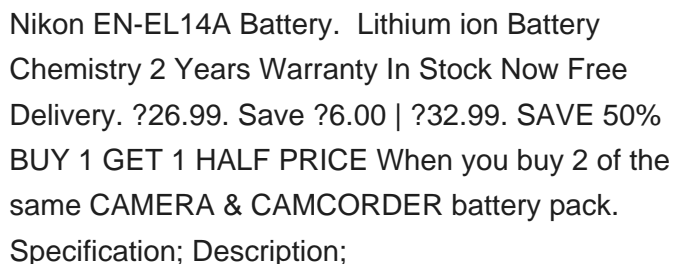 Nikon EN-EL14A Battery.  Lithium ion Battery
Chemistry 2 Years Warranty In Stock Now Free
Delivery. ?26.99. Save ?6.00 | ?32.99. SAVE 50%
BUY 1 GET 1 HALF PRICE When you buy 2 of the
same CAMERA & CAMCORDER battery pack.
Specification; Description;